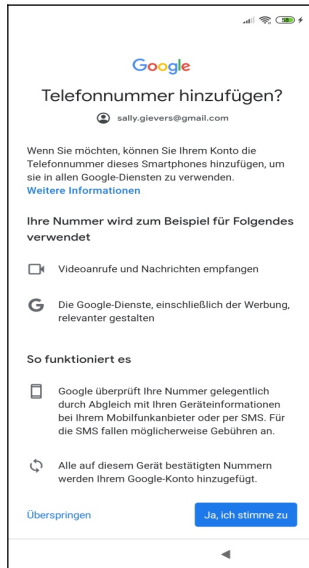 58
Google
Telefonnummer hinzufügen?
sally.gievers@gmail.com
Wenn Sie möchten, können Sie Ihrem Konto die
Telefonnummer dieses Smartphones hinzufügen, um
sie in allen Google-Diensten zu verwenden.
Weitere Informationen
Ihre Nummer wird zum Beispiel für Folgendes
verwendet
Videoanrufe und Nachrichten empfangen
G Die Google-Dienste, einschließlich der Werbung,
relevanter gestalten
So funktioniert es
Google überprüft Ihre Nummer gelegentlich
durch Abgleich mit Ihren Geräteinformationen
bei Ihrem Mobilfunkanbieter oder per SMS. Für
die SMS fallen möglicherweise Gebühren an.
Alle auf diesem Gerät bestätigten Nummern
werden Ihrem Google-Konto hinzugefügt.
Überspringen Ja, ich stimme zu